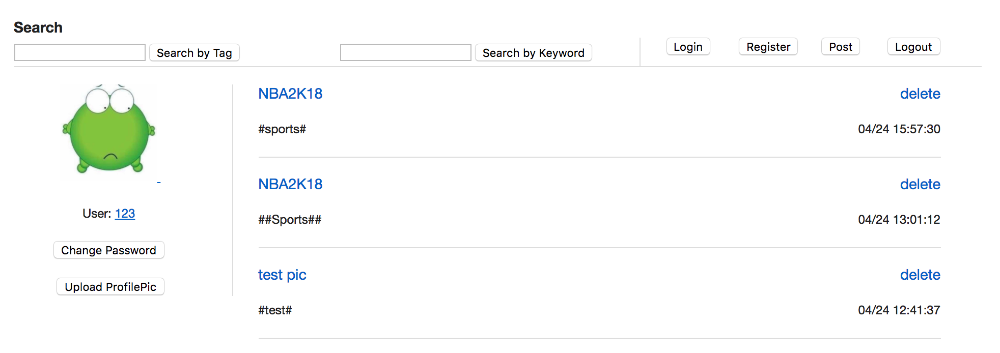 Search
Search by Tag Search by Keyword Login Register Post Logout
NBA2K18 delete
#sports# 04/24 15:57:30
NBA2K18 delete
User: 123
##Sports## 04/24 13:01:12
Change Password
test pic delete
Upload ProfilePic
#test# 04/24 12:41:37